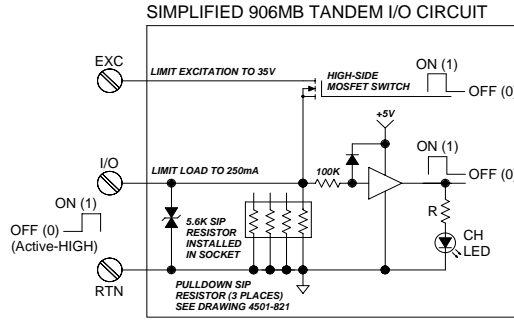 SIMPLIFIED 906MB TANDEM I/O CIRCUIT
EXC
LIMIT EXCITATION TO 35V
HIGH-SIDE
MOSFET SWITCH
ON (1)
OFF (0)
+5V
I/O
LIMIT LOAD TO 250mA
100K
ON (1)
OFF (0)
ON (1)
OFF (0)
(Active-HIGH)
5.6K SIP
RESISTOR
INSTALLED
IN SOCKET
R
CH
LED
RTN
PULLDOWN SIP
RESISTOR (3 PLACES)
SEE DRAWING 4501-821